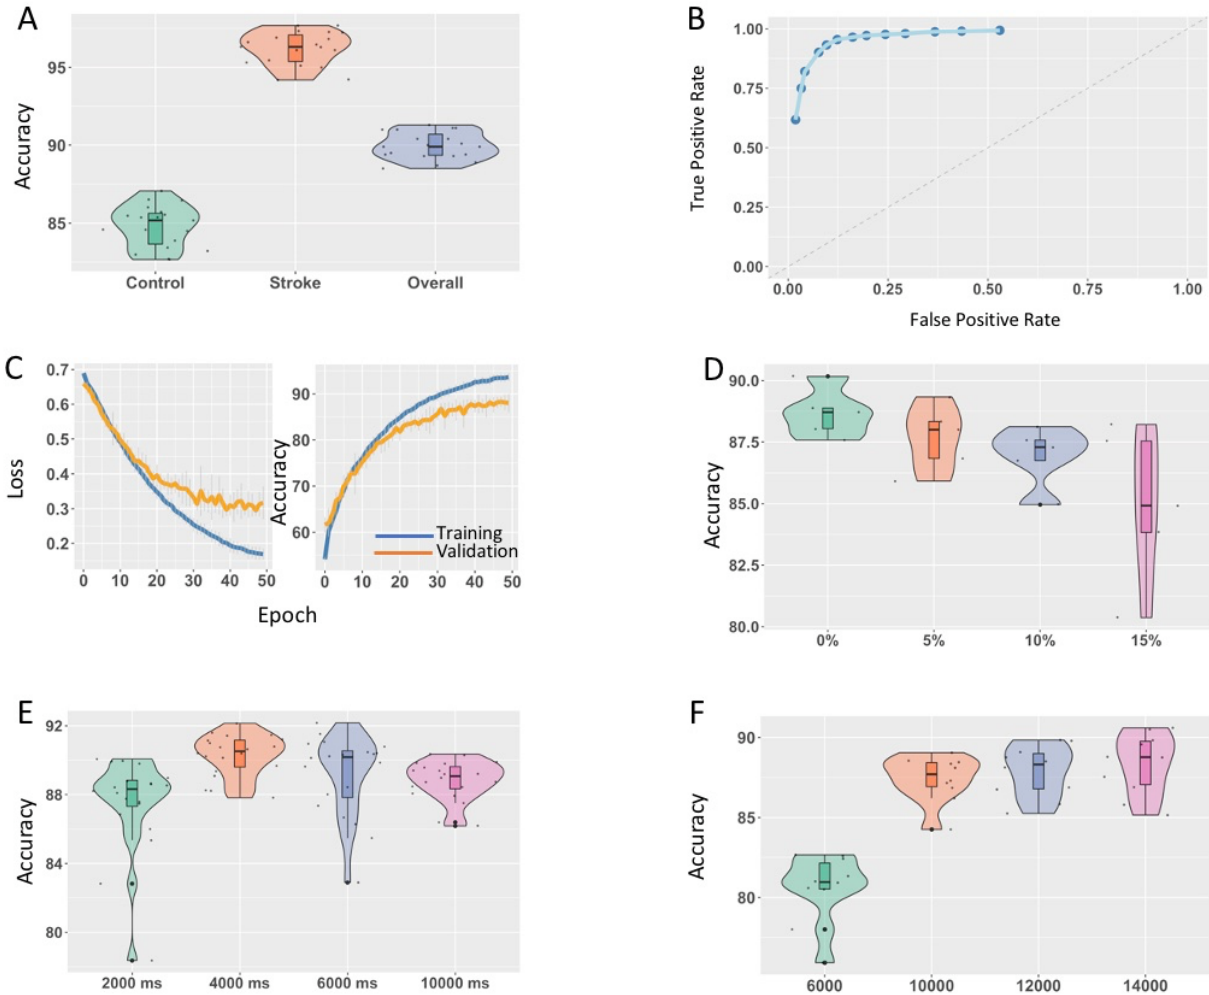 A
Accuracy
95
90
85
Control Stroke Overall
B
True Positive Rate
1.00
0.75
0.50
0.25
0.00
0.00 0.25 0.50 0.75 1.00
False Positive Rate
C
Loss
0.7
0.6
0.5
0.4
0.3
0.2
0 10 20 30 40 50
Accuracy
90
80
70
60
Training
Validation
0 10 20 30 40 50
Epoch
D
Accuracy
90.0
87.5
85.0
82.5
80.0
0% 5% 10% 15%
E
Accuracy
92
88
84
80
2000 ms 4000 ms 6000 ms 10000 ms
F
Accuracy
90
85
80
6000 10000 12000 14000